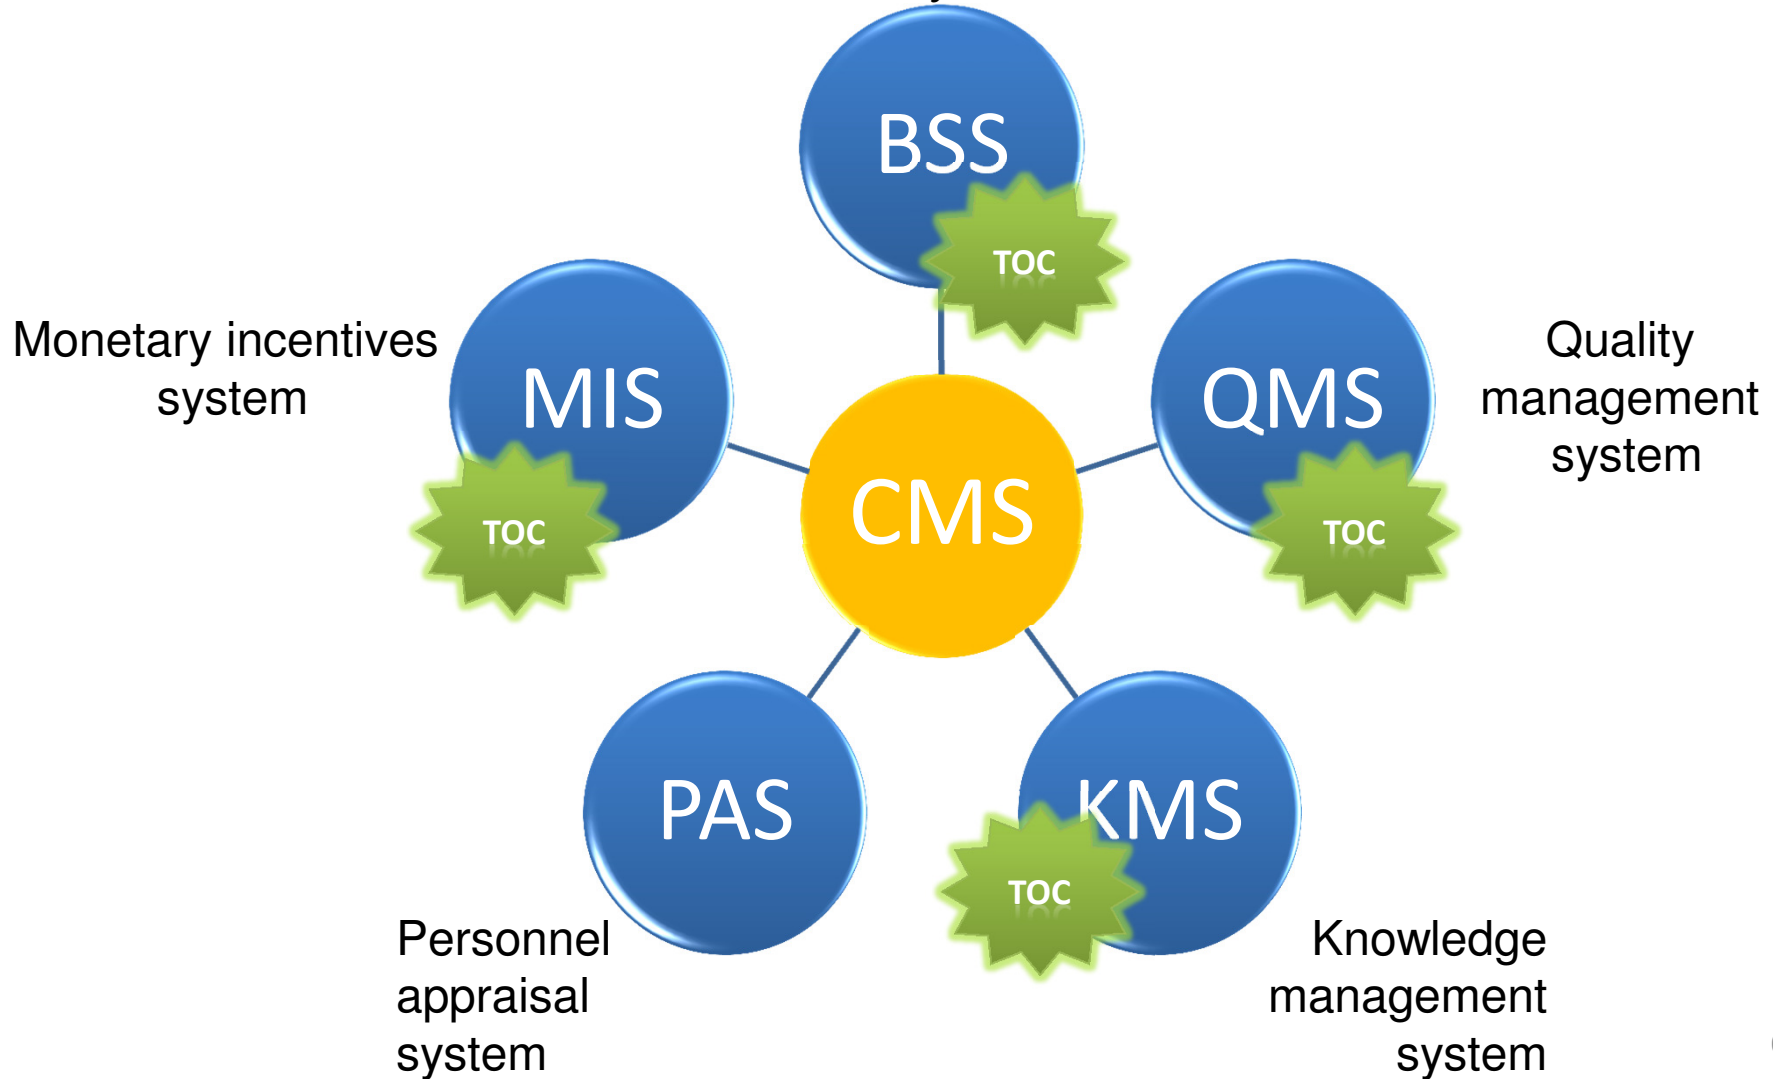 BSS
TOC
Monetary incentives
system
MIS
TOC
QMS
TOC
Quality
management
system
CMS
PAS
KMS
TOC
Personnel
appraisal
system
Knowledge
management
system